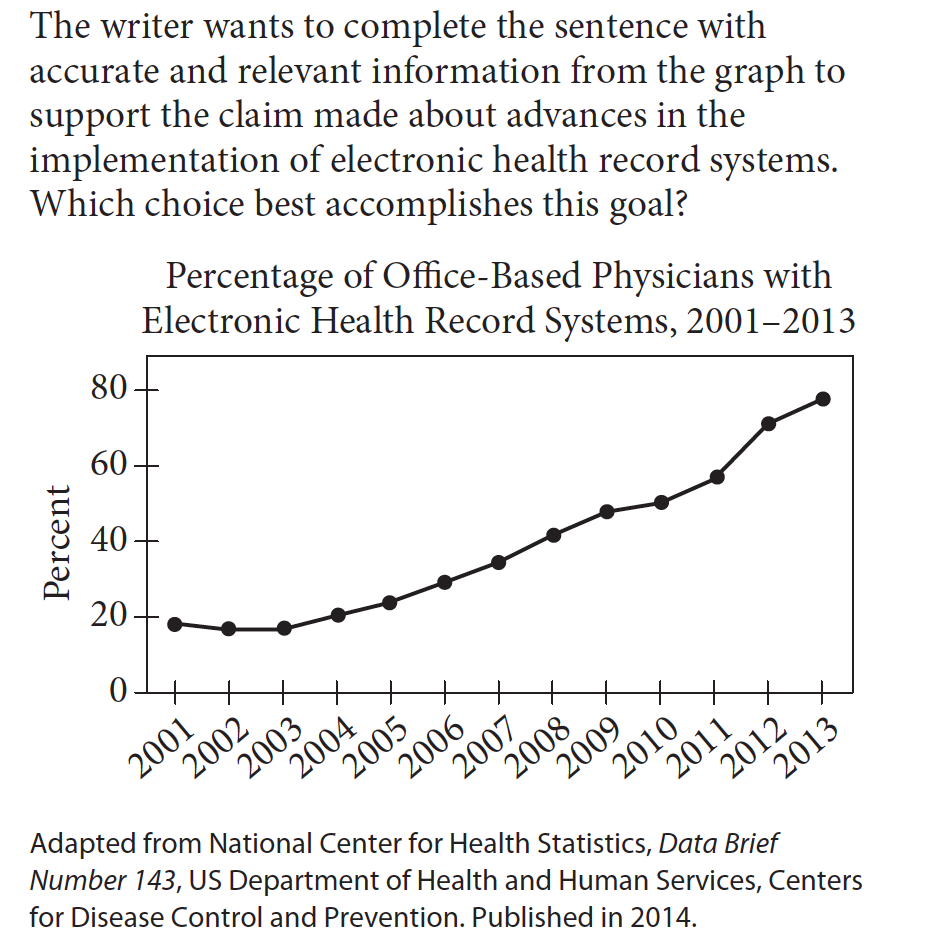 The writer wants to complete the sentence with
accurate and relevant information from the graph to
support the claim made about advances in the
implementation of electronic health record systems.
Which choice best accomplishes this goal?
Percentage of Office-Based Physicians with
Electronic Health Record Systems, 2001–2013
Percent
80
60
40
20
0
2001
2002
2003
2004
2005
2006
2007
2008
2009
2010
2011
2012
2013
Adapted from National Center for Health Statistics, Data Brief
Number 143, US Department of Health and Human Services, Centers
for Disease Control and Prevention. Published in 2014.